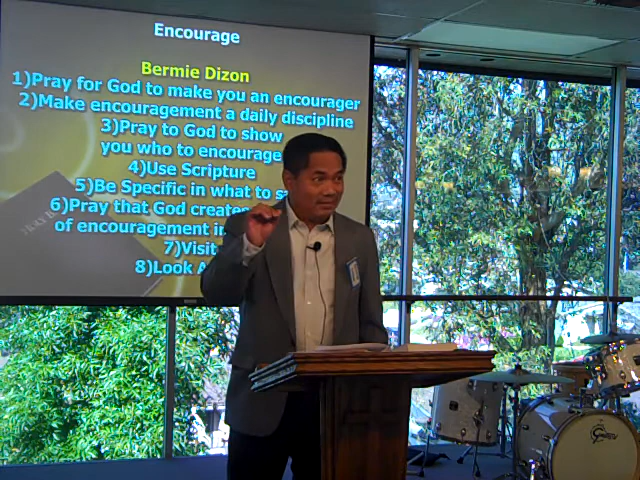 Encourage
Bermie Dizon
1)Pray for God to make you an encourager
2)Make encouragement a daily discipline
3)Pray to God to show
you who to encourage
4)Use Scripture
5)Be Specific in what to
6)Pray that God creates
of encouragement in
7)Visit
8)Look
Gretsch